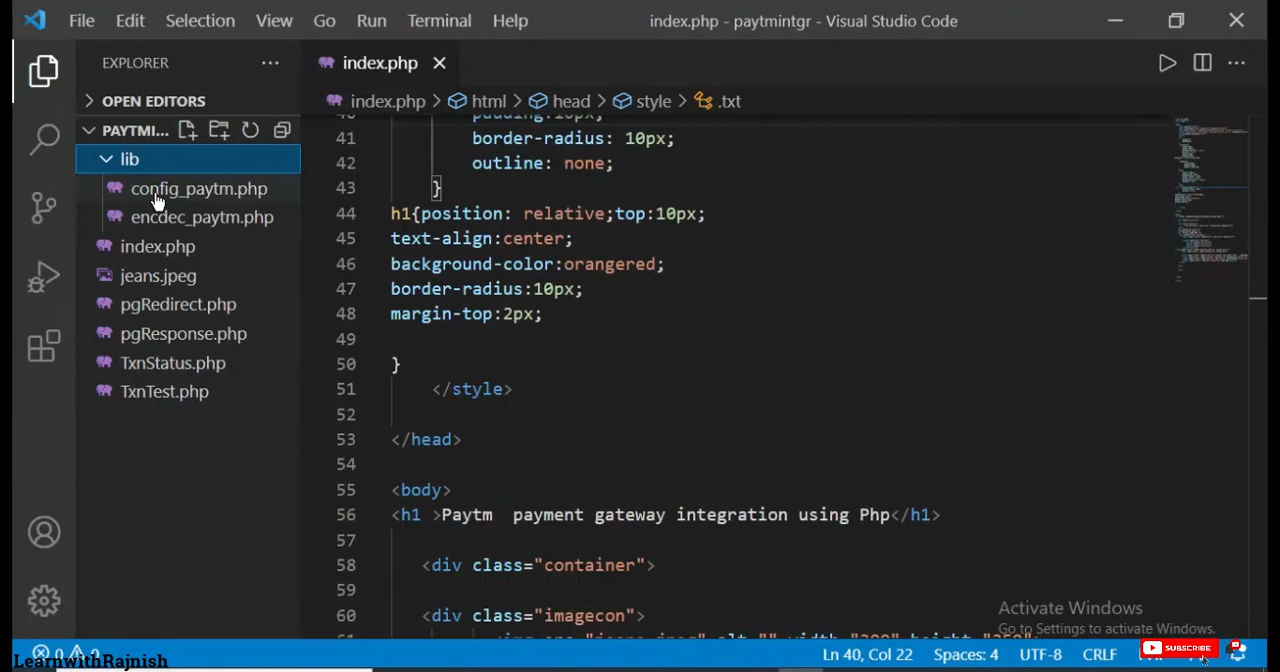 File Edit Selection View Go Run Terminal Help
index.php - paytmintgr - Visual Studio Code
EXPLORER
index.php
OPEN EDITORS
index.php > html > head > style > .txt
PAYTMI...
lib
config_paytm.php
encdec_paytm.php
index.php
jeans.jpeg
pgRedirect.php
pgResponse.php
TxnStatus.php
TxnTest.php
41 border-radius: 10px;
42 outline: none;
43 }
44 h1{position: relative;top:10px;
45 text-align:center;
46 background-color:orangered;
47 border-radius:10px;
48 margin-top:2px;
49
50 }
51 </style>
52
53 </head>
54
55 <body>
56 <h1 >Paytm  payment gateway integration using Php</h1>
57
58 <div class="container">
59
60 <div class="imagecon">
Activate Windows
Go to Settings to activate Windows.
SUBSCRIBE
0 0
Ln 40, Col 22 Spaces: 4 UTF-8 CRLF
LearnwithRajnish